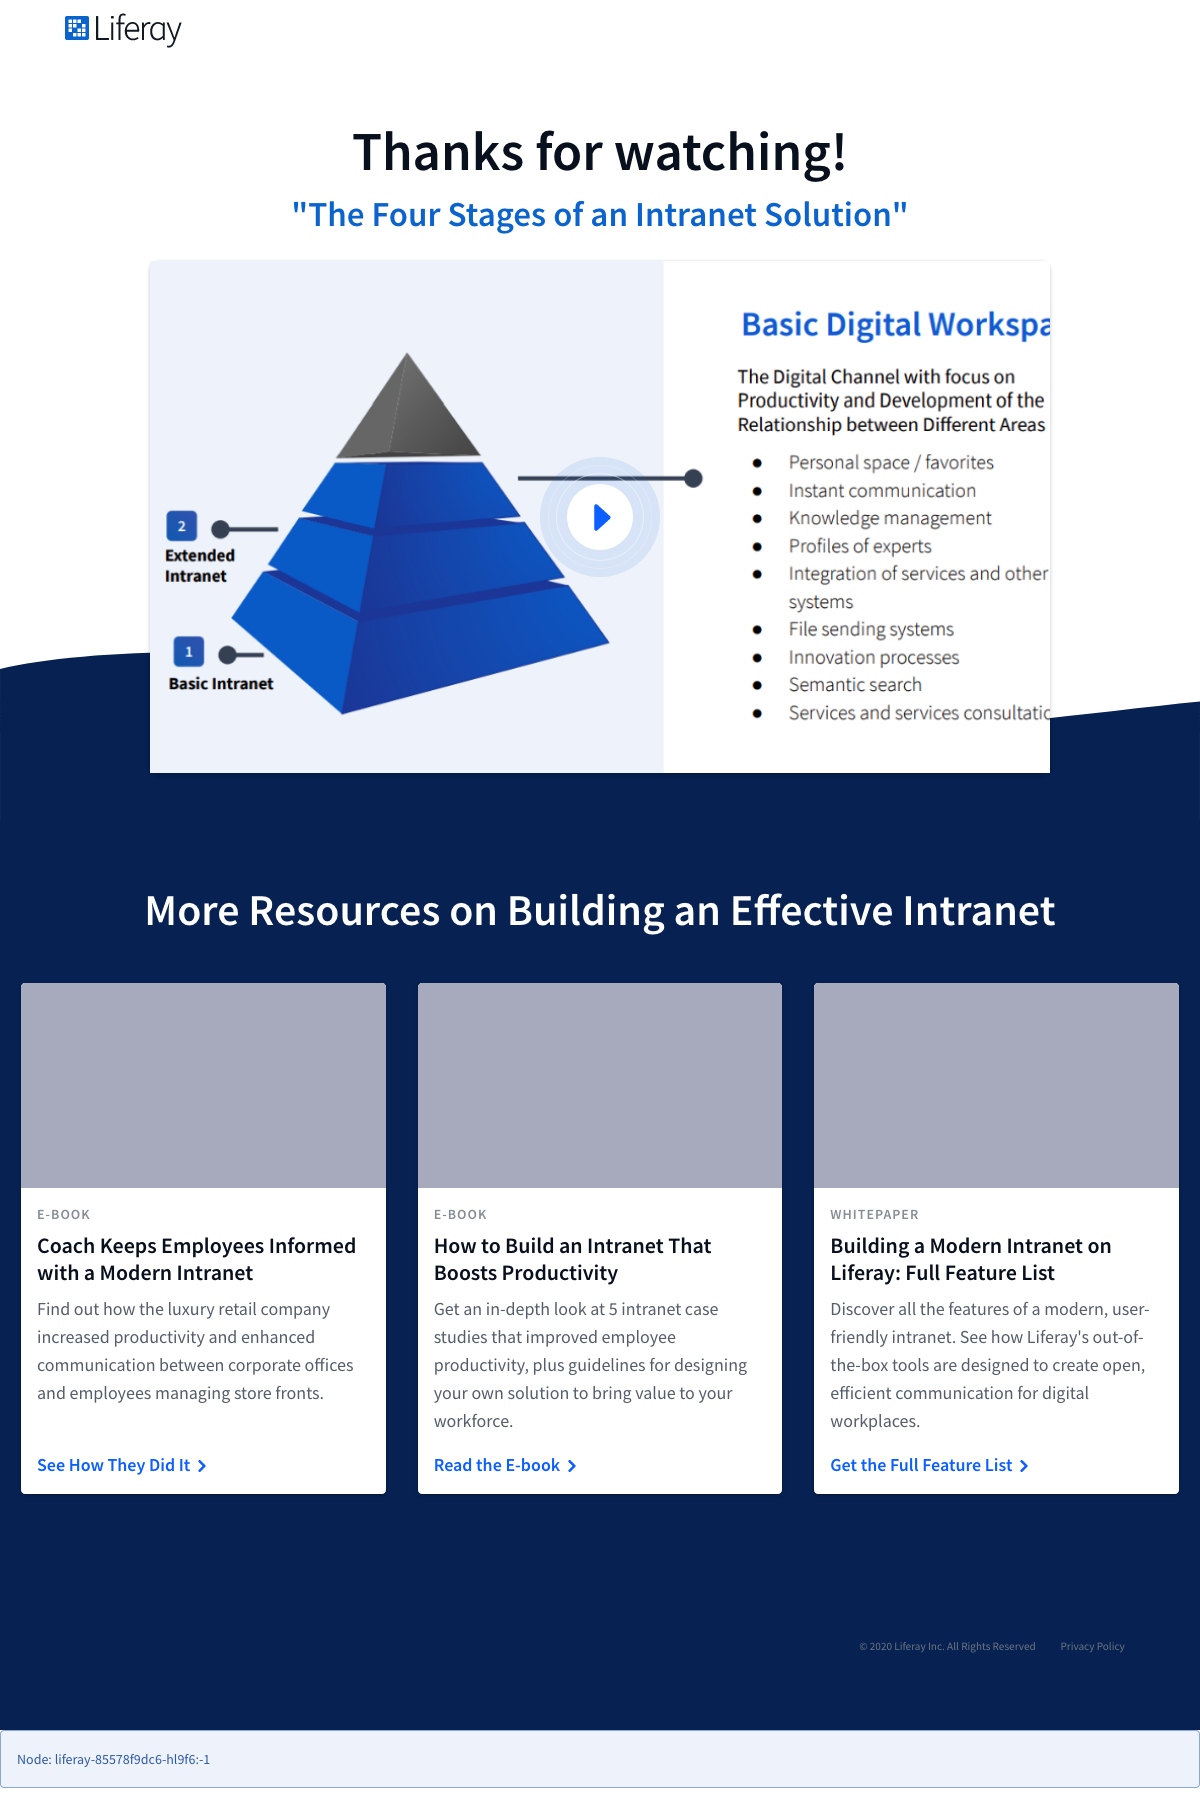 Liferay
Thanks for watching!
"The Four Stages of an Intranet Solution"
Basic Digital Workspa
The Digital Channel with focus on
Productivity and Development of the
Relationship between Different Areas
● Personal space / favorites
● Instant communication
● Knowledge management
● Profiles of experts
● Integration of services and other
systems
● File sending systems
● Innovation processes
● Semantic search
● Services and services consultatio
2
Extended
Intranet
1
Basic Intranet
More Resources on Building an Effective Intranet
E-BOOK
Coach Keeps Employees Informed
with a Modern Intranet
Find out how the luxury retail company
increased productivity and enhanced
communication between corporate offices
and employees managing store fronts.
See How They Did It
E-BOOK
How to Build an Intranet That
Boosts Productivity
Get an in-depth look at 5 intranet case
studies that improved employee
productivity, plus guidelines for designing
your own solution to bring value to your
workforce.
Read the E-book
WHITEPAPER
Building a Modern Intranet on
Liferay: Full Feature List
Discover all the features of a modern, user-
friendly intranet. See how Liferay's out-of-
the-box tools are designed to create open,
efficient communication for digital
workplaces.
Get the Full Feature List
© 2020 Liferay Inc. All Rights Reserved Privacy Policy
Node: liferay-85578f9dc6-hl9f6:-1